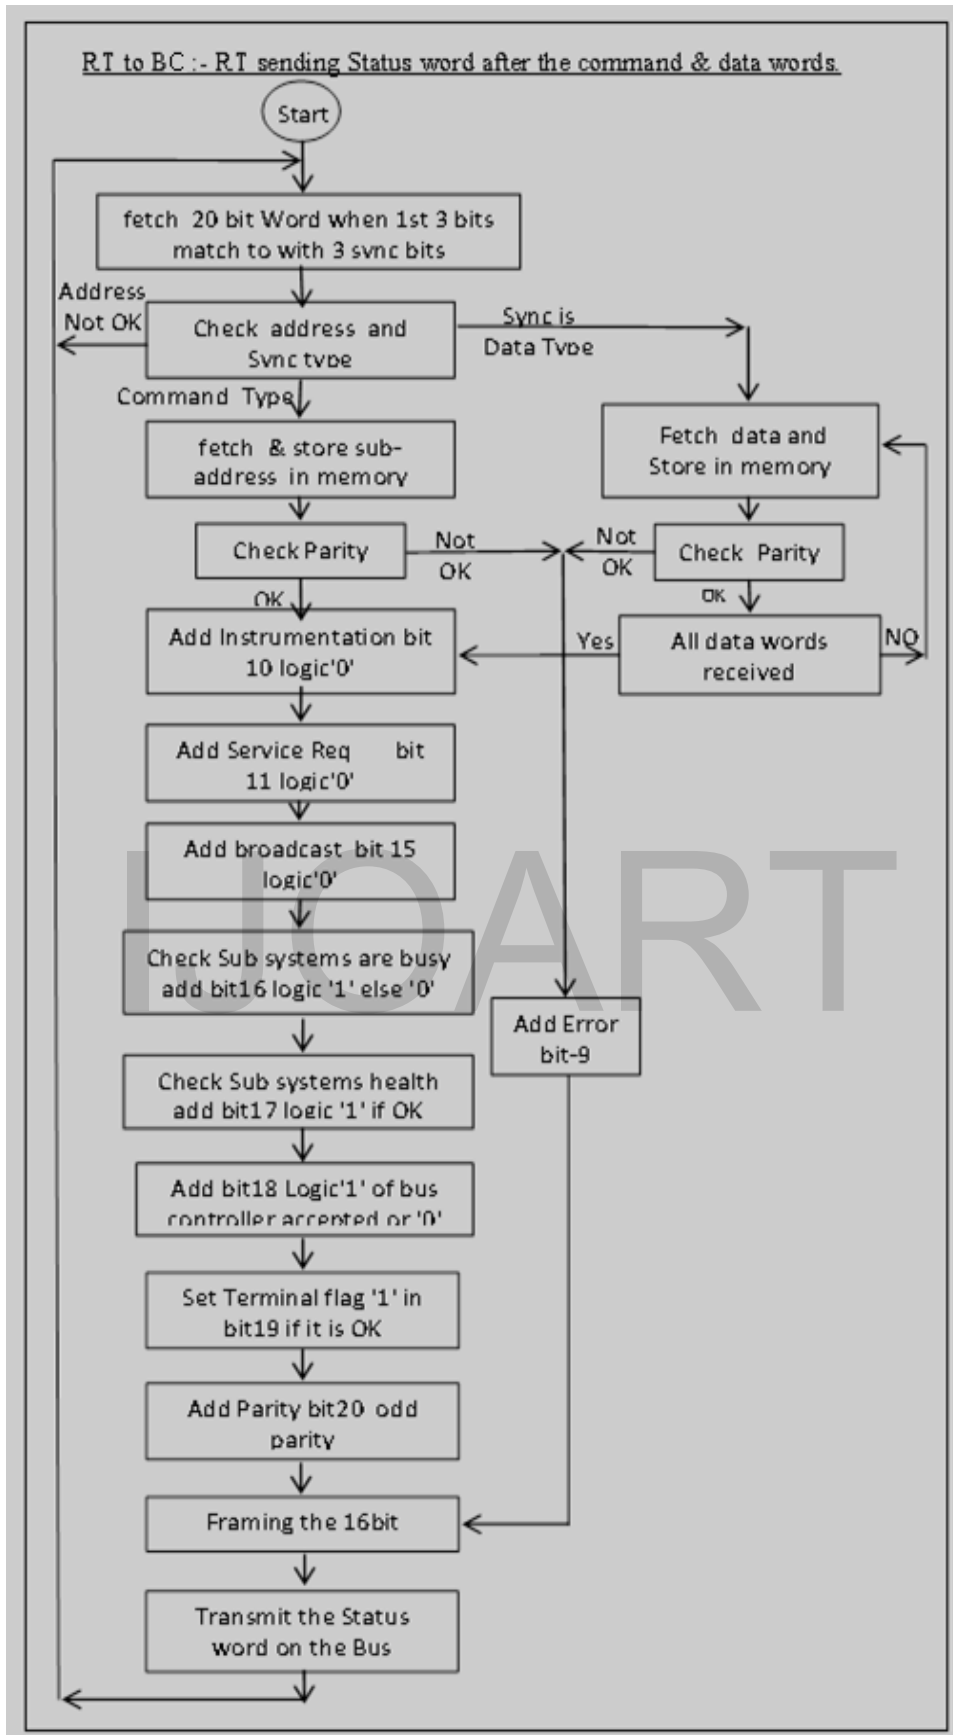 RT to BC :- RT sending Status word after the command & data words.
Start
fetch 20 bit Word when 1st 3 bits
match to with 3 sync bits
Address
Not OK
Check address and
Sync type
Sync is
Data Type
Command Type
fetch & store sub-
address in memory
Fetch data and
Store in memory
Check Parity
Not
OK
Not
OK
Check Parity
OK
OK
Add Instrumentation bit
10 logic'0'
Yes
All data words
received
NO
Add Service Req bit
11 logic'0'
Add broadcast bit 15
logic'0'
Check Sub systems are busy
add bit16 logic '1' else '0'
Add Error
bit-9
Check Sub systems health
add bit17 logic '1' if OK
Add bit18 Logic'1' of bus
controller accepted or '0'
Set Terminal flag '1' in
bit19 if it is OK
Add Parity bit20 odd
parity
Framing the 16bit
Transmit the Status
word on the Bus
IJOART